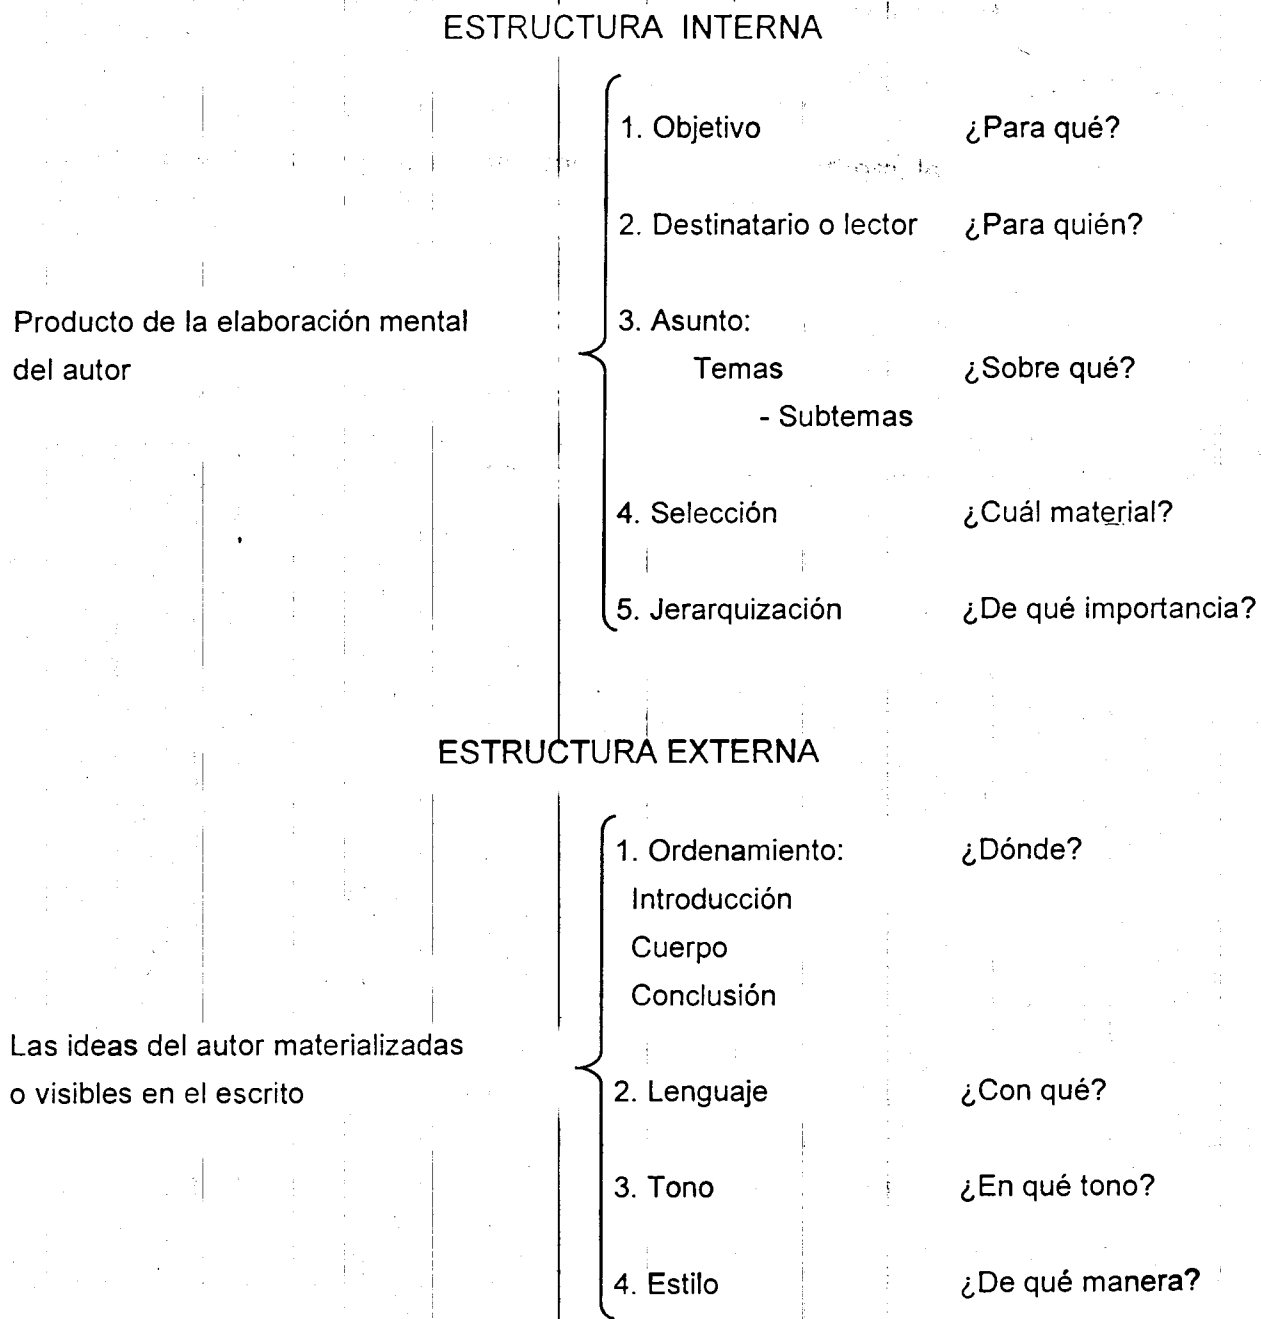 ESTRUCTURA INTERNA
1. Objetivo ¿Para qué?
2. Destinatario o lector ¿Para quién?
Producto de la elaboración mental
del autor
3. Asunto:
Temas ¿Sobre qué?
- Subtemas
4. Selección ¿Cuál material?
5. Jerarquización ¿De qué importancia?
ESTRUCTURA EXTERNA
1. Ordenamiento: ¿Dónde?
Introducción
Cuerpo
Conclusión
Las ideas del autor materializadas
o visibles en el escrito
2. Lenguaje ¿Con qué?
3. Tono ¿En qué tono?
4. Estilo ¿De qué manera?